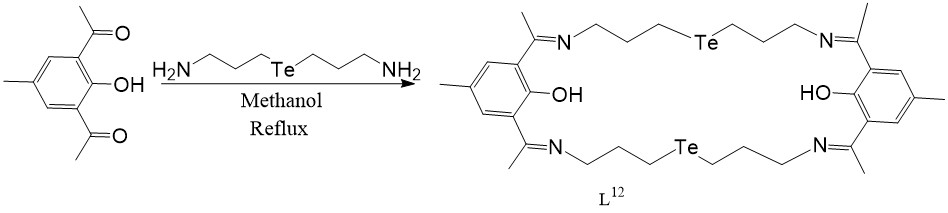 O
OH
O
H₂N Te NH₂
Methanol
Reflux
N Te N
OH HO
N Te N
L¹²